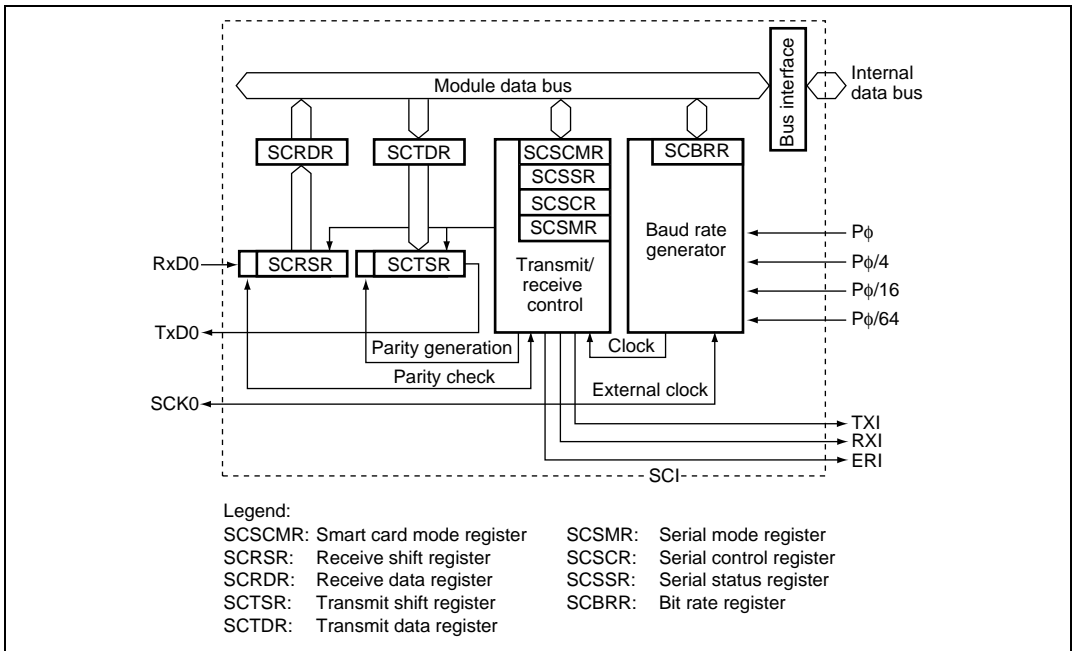 Bus interface
Internal
data bus
Module data bus
SCRDR
SCTDR
SCSCMR
SCSSR
SCSCR
SCSMR
SCBRR
Baud rate
generator
Pϕ
Pϕ/4
Pϕ/16
Pϕ/64
RxD0
SCRSR
SCTSR
Transmit/
receive
control
TxD0
Parity generation
Clock
Parity check
External clock
SCK0
TXI
RXI
ERI
SCI
Legend:
SCSCMR: Smart card mode register
SCRSR: Receive shift register
SCRDR: Receive data register
SCTSR: Transmit shift register
SCTDR: Transmit data register
SCSMR: Serial mode register
SCSCR: Serial control register
SCSSR: Serial status register
SCBRR: Bit rate register